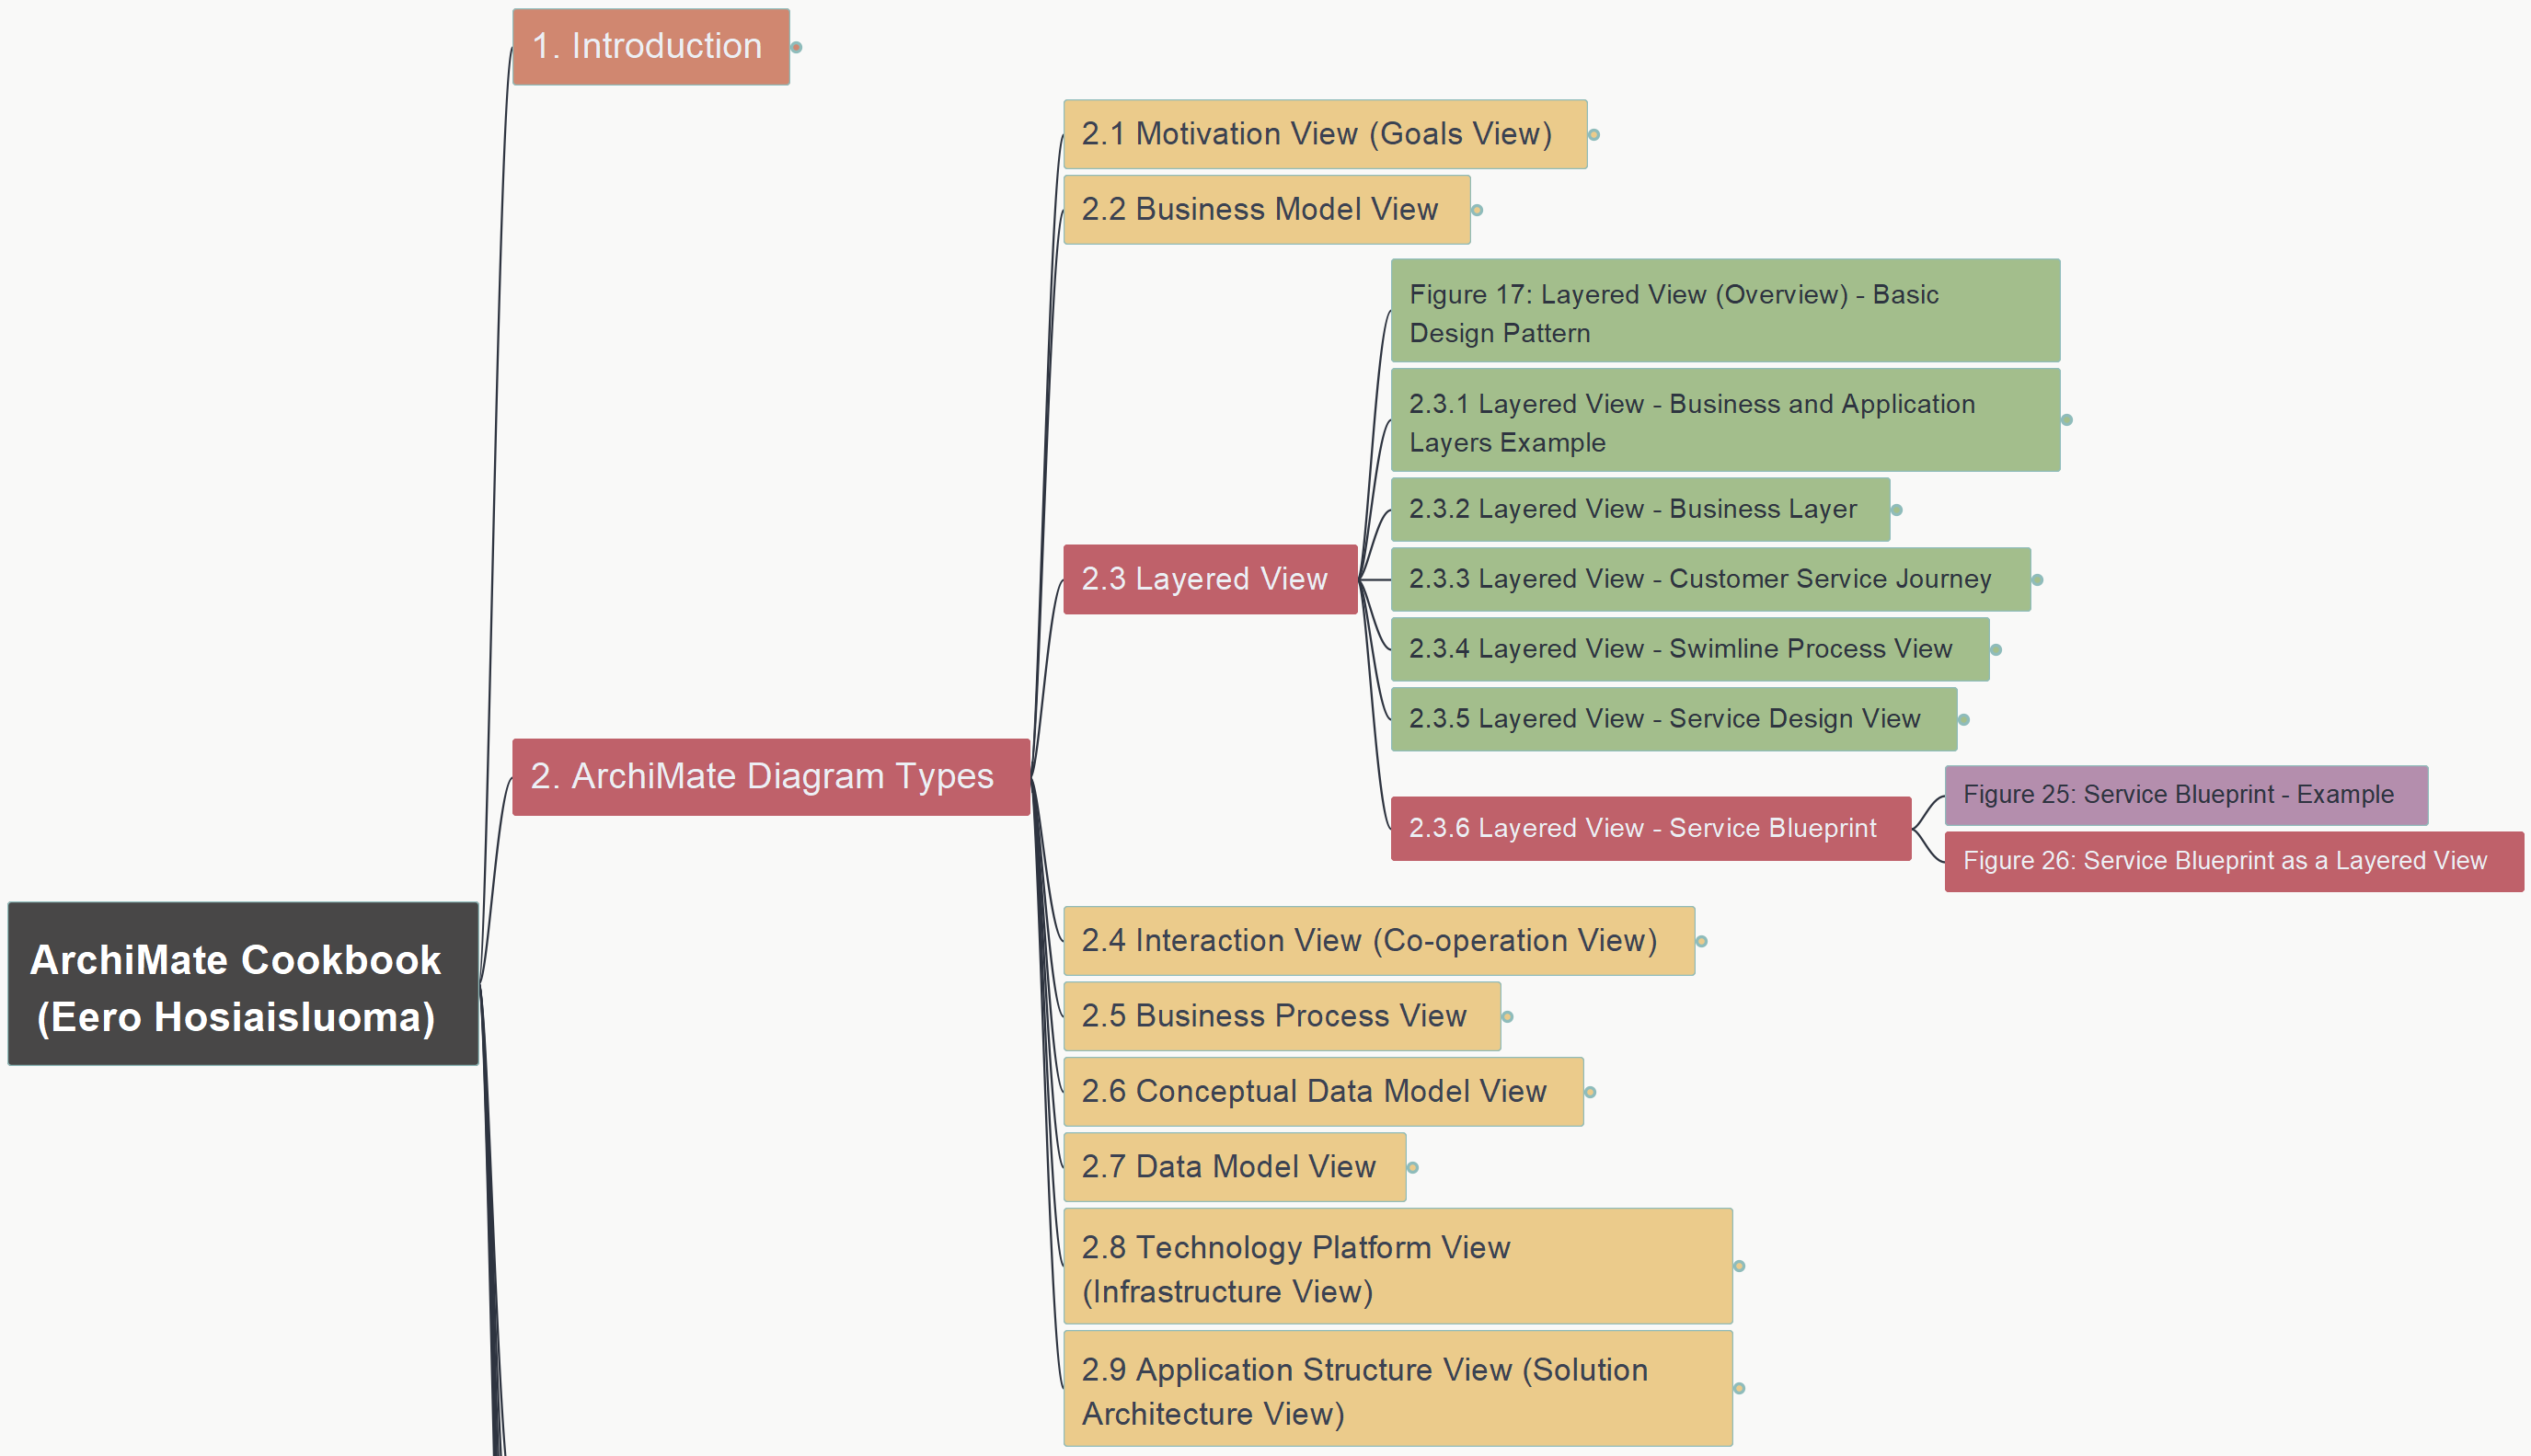 1. Introduction
2.1 Motivation View (Goals View)
2.2 Business Model View
Figure 17: Layered View (Overview) - Basic
Design Pattern
2.3.1 Layered View - Business and Application
Layers Example
2.3.2 Layered View - Business Layer
2.3 Layered View
2.3.3 Layered View - Customer Service Journey
2.3.4 Layered View - Swimline Process View
2.3.5 Layered View - Service Design View
2. ArchiMate Diagram Types
2.3.6 Layered View - Service Blueprint
Figure 25: Service Blueprint - Example
Figure 26: Service Blueprint as a Layered View
ArchiMate Cookbook
(Eero Hosiaisluoma)
2.4 Interaction View (Co-operation View)
2.5 Business Process View
2.6 Conceptual Data Model View
2.7 Data Model View
2.8 Technology Platform View
(Infrastructure View)
2.9 Application Structure View (Solution
Architecture View)